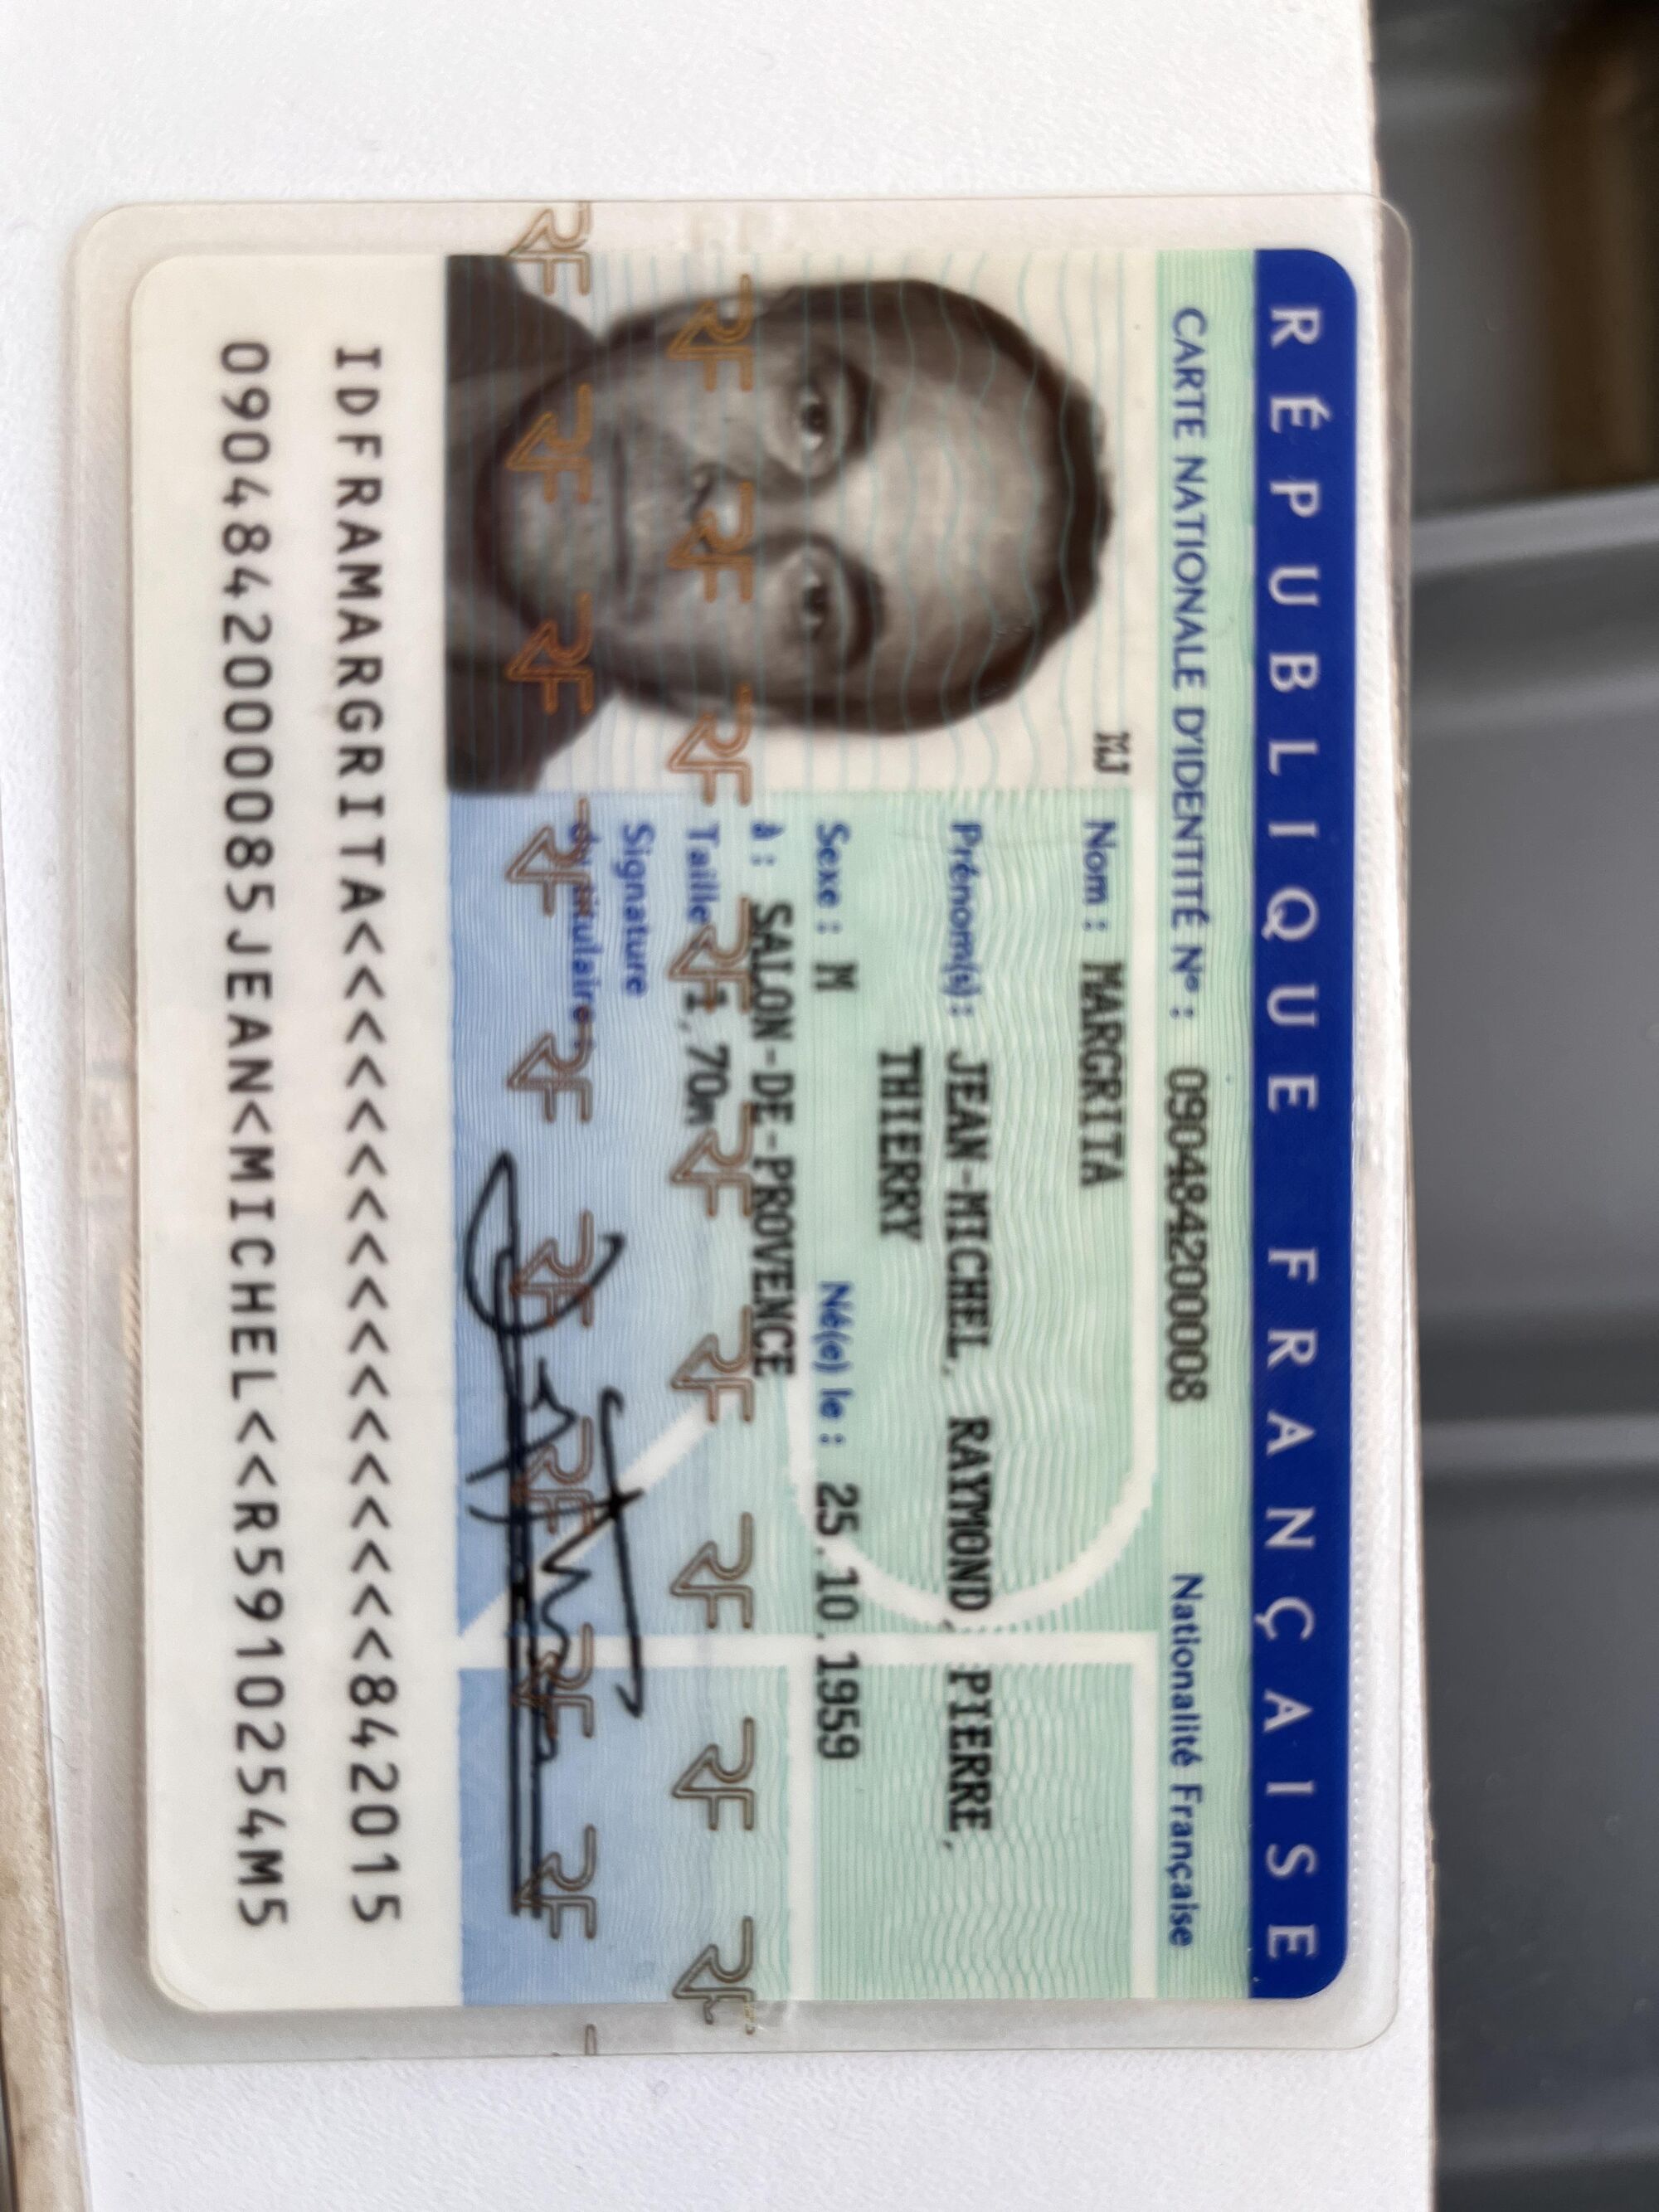 RÉPUBLIQUE FRANÇAISE
CARTE NATIONALE D'IDENTITÉ N° : 090484200008 Nationalité Française
MJ Nom : MARGRITA
Prénom(s) : JEAN-MICHEL, RAYMOND, PIERRE,
THIERRY
Sexe : M Né(e) le : 25.10.1959
à : SALON-DE-PROVENCE
Taille : 1,70m
Signature
du titulaire :
IDFRAMARGRITA<<<<<<<<<<<<<<<<<842015
0904842000085JEAN<MICHEL<<R5910254M5